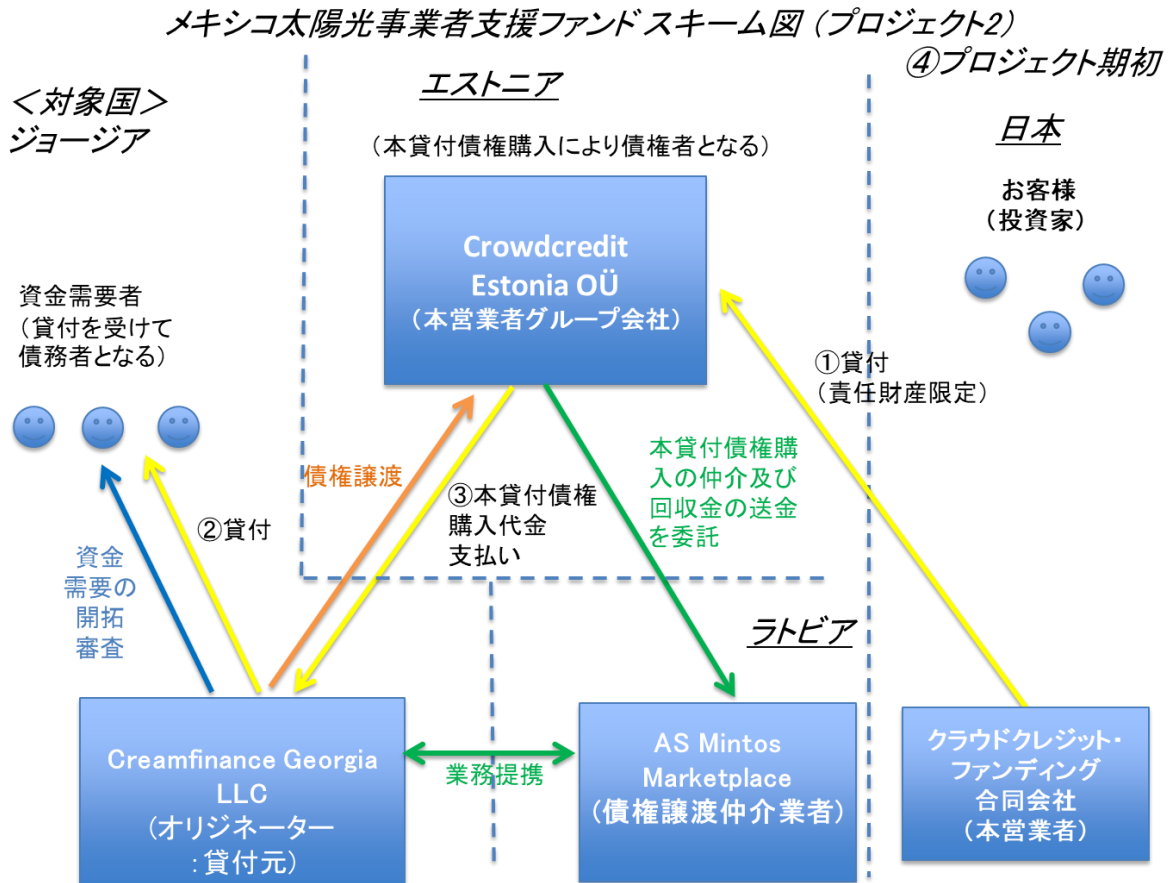 メキシコ太陽光事業者支援ファンド スキーム図 (プロジェクト2)
④プロジェクト期初
＜対象国＞
ジョージア
エストニア
日本
(本貸付債権購入により債権者となる)
お客様
(投資家)
Crowdcredit
Estonia OÜ
(本営業者グループ会社)
資金需要者
(貸付を受けて
債務者となる)
①貸付
(責任財産限定)
債権譲渡
③本貸付債権
購入代金
支払い
本貸付債権購
入の仲介及び
回収金の送金
を委託
②貸付
資金
需要の
開拓
審査
ラトビア
Creamfinance Georgia
LLC
(オリジネーター
:貸付元)
業務提携
AS Mintos
Marketplace
(債権譲渡仲介業者)
クラウドクレジット・
ファンディング
合同会社
(本営業者)